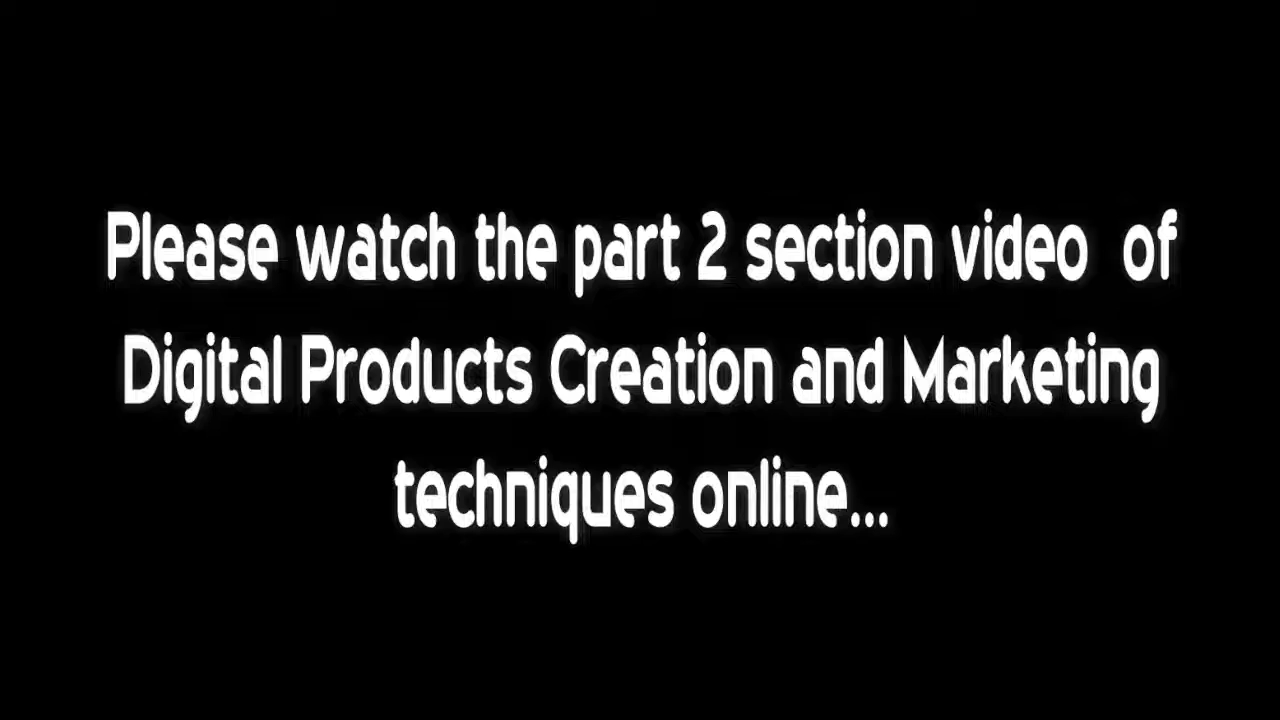 Please watch the part 2 section video  of
Digital Products Creation and Marketing
techniques online...